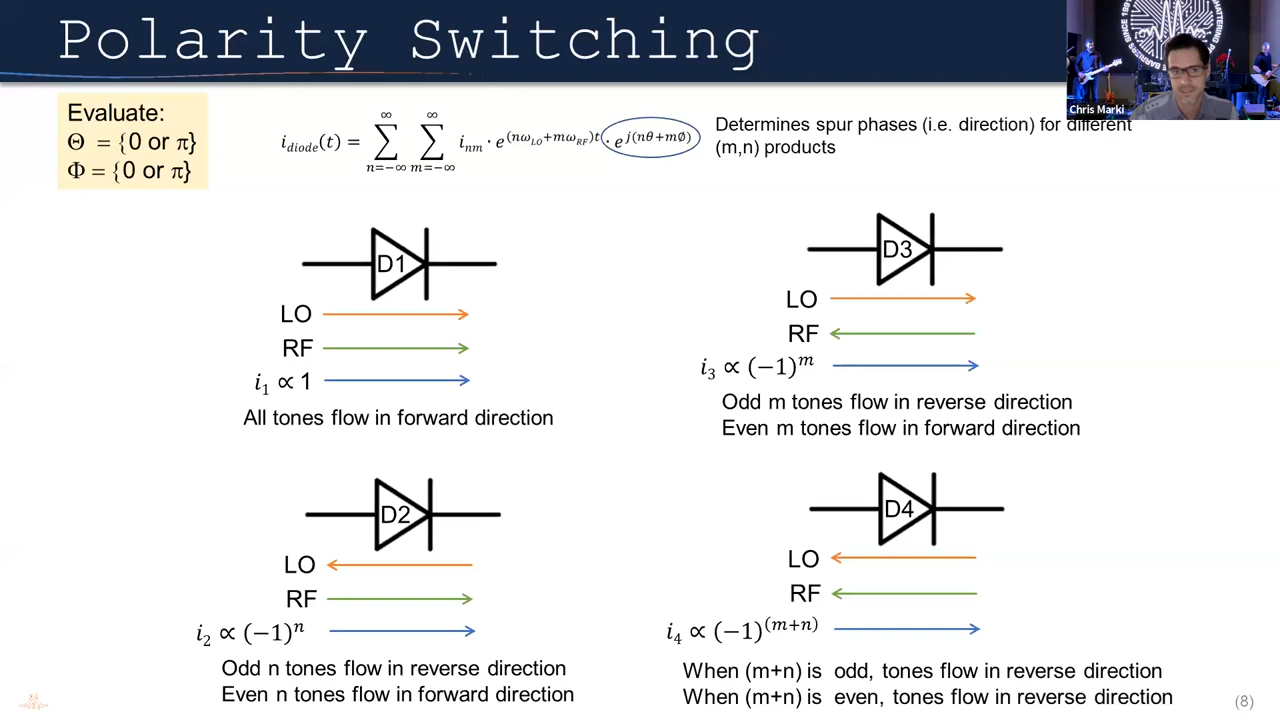 Polarity Switching
Chris Marki
Evaluate:
Θ = {0 or π}
Φ = {0 or π}
i_diode(t) = ∑_{n=−∞}^{∞} ∑_{m=−∞}^{∞} i_nm · e^{(nω_LO+mω_RF)t} · e^{j(nθ+mØ)}
Determines spur phases (i.e. direction) for different
(m,n) products
D1
LO
RF
i₁ ∝ 1
All tones flow in forward direction
D3
LO
RF
i₃ ∝ (−1)^m
Odd m tones flow in reverse direction
Even m tones flow in forward direction
D2
LO
RF
i₂ ∝ (−1)^n
Odd n tones flow in reverse direction
Even n tones flow in forward direction
D4
LO
RF
i₄ ∝ (−1)^(m+n)
When (m+n) is odd, tones flow in reverse direction
When (m+n) is even, tones flow in reverse direction
(8)